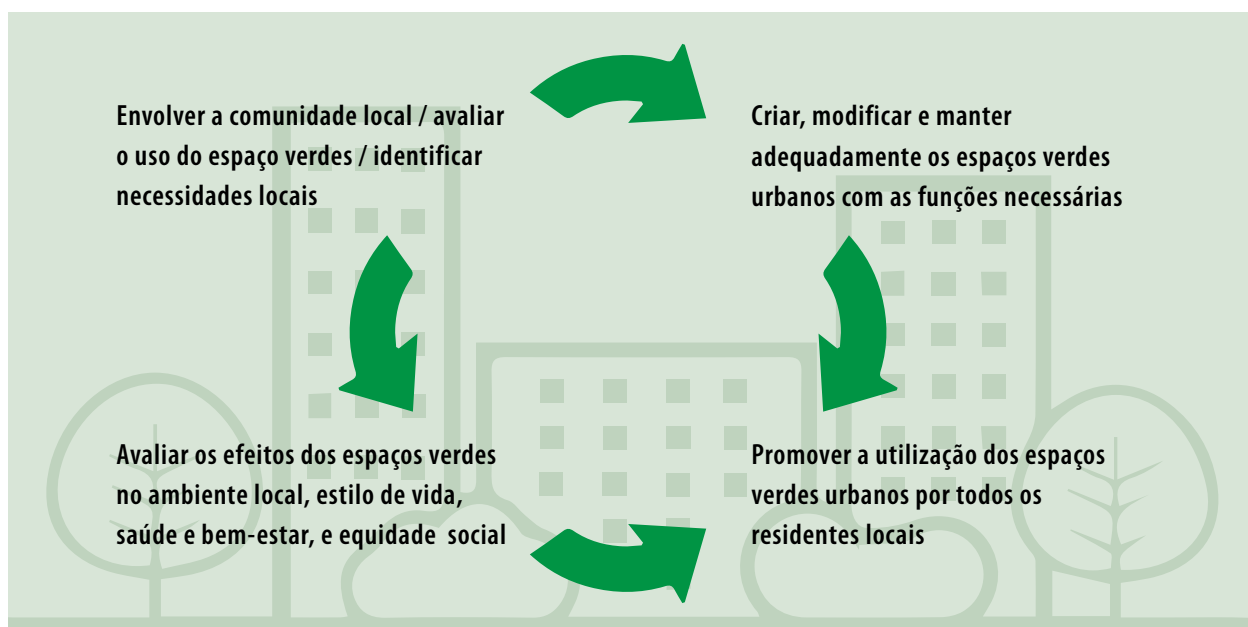 Envolver a comunidade local / avaliar
o uso do espaço verdes / identificar
necessidades locais
Criar, modificar e manter
adequadamente os espaços verdes
urbanos com as funções necessárias
Avaliar os efeitos dos espaços verdes
no ambiente local, estilo de vida,
saúde e bem-estar, e equidade social
Promover a utilização dos espaços
verdes urbanos por todos os
residentes locais